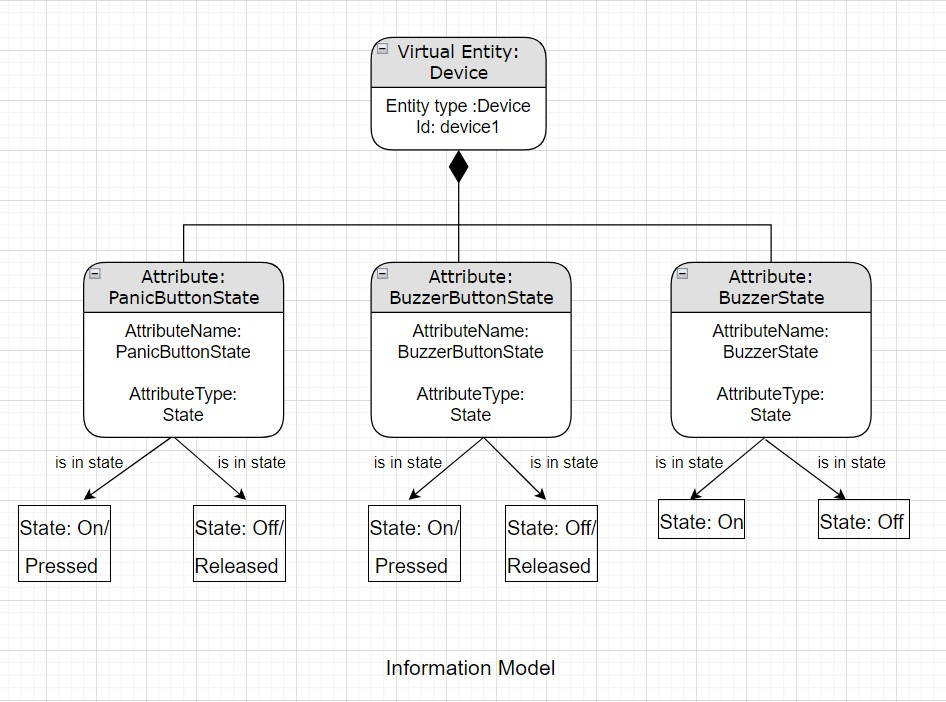 Virtual Entity:
Device
Entity type :Device
Id: device1
Attribute:
PanicButtonState
AttributeName:
PanicButtonState
AttributeType:
State
Attribute:
BuzzerButtonState
AttributeName:
BuzzerButtonState
AttributeType:
State
Attribute:
BuzzerState
AttributeName:
BuzzerState
AttributeType:
State
is in state
is in state
is in state
is in state
is in state
is in state
State: On/
Pressed
State: Off/
Released
State: On/
Pressed
State: Off/
Released
State: On
State: Off
Information Model